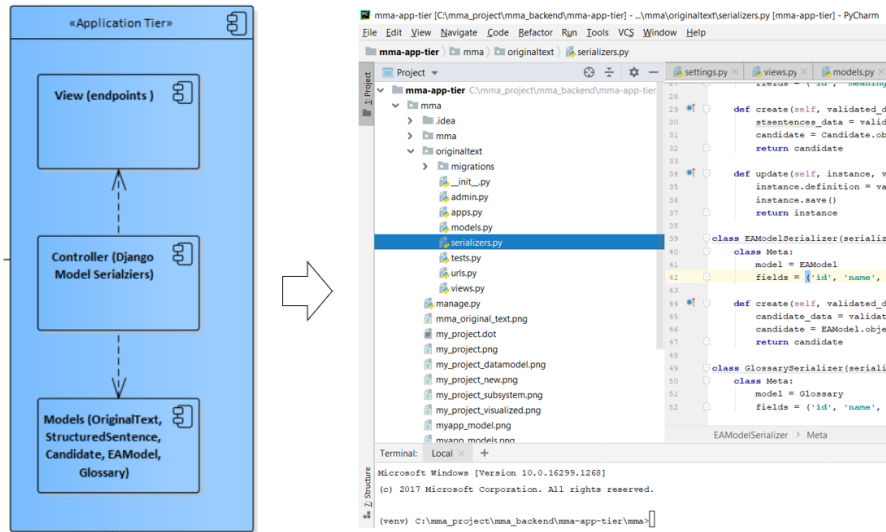 «Application Tier»
View (endpoints )
Controller (Django
Model Serialziers)
Models (OriginalText,
StructuredSentence,
Candidate, EAModel,
Glossary)
mma-app-tier [C:\mma_project\mma_backend\mma-app-tier] - ...\mma\originaltext\serializers.py [mma-app-tier] - PyCharm
File Edit View Navigate Code Refactor Run Tools VCS Window Help
mma-app-tier mma originaltext serializers.py
1: Project
Project
settings.py views.py models.py
mma-app-tier C:\mma_project\mma_backend\mma-app-tier
mma
.idea
mma
originaltext
migrations
__init__.py
admin.py
apps.py
models.py
serializers.py
tests.py
urls.py
views.py
manage.py
mma_original_text.png
my_project.dot
my_project.png
my_project_datamodel.png
my_project_new.png
my_project_subsystem.png
my_project_visualized.png
myapp_model.png
myapp_models.png
28
29 def create(self, validated_d
30 stsentences_data = valid
31 candidate = Candidate.ob
32 return candidate
33
34 def update(self, instance, v
35 instance.definition = va
36 instance.save()
37 return instance
38
39 class EAModelSerializer(serializ
40 class Meta:
41 model = EAModel
42 fields = ('id', 'name',
43
44 def create(self, validated_d
45 candidate_data = validat
46 candidate = EAModel.obje
47 return candidate
48
49 class GlossarySerializer(seriali
50 class Meta:
51 model = Glossary
52 fields = ('id', 'name',
EAModelSerializer > Meta
Terminal: Local +
7: Structure
Microsoft Windows [Version 10.0.16299.1268]
(c) 2017 Microsoft Corporation. All rights reserved.
(venv) C:\mma_project\mma_backend\mma-app-tier\mma>